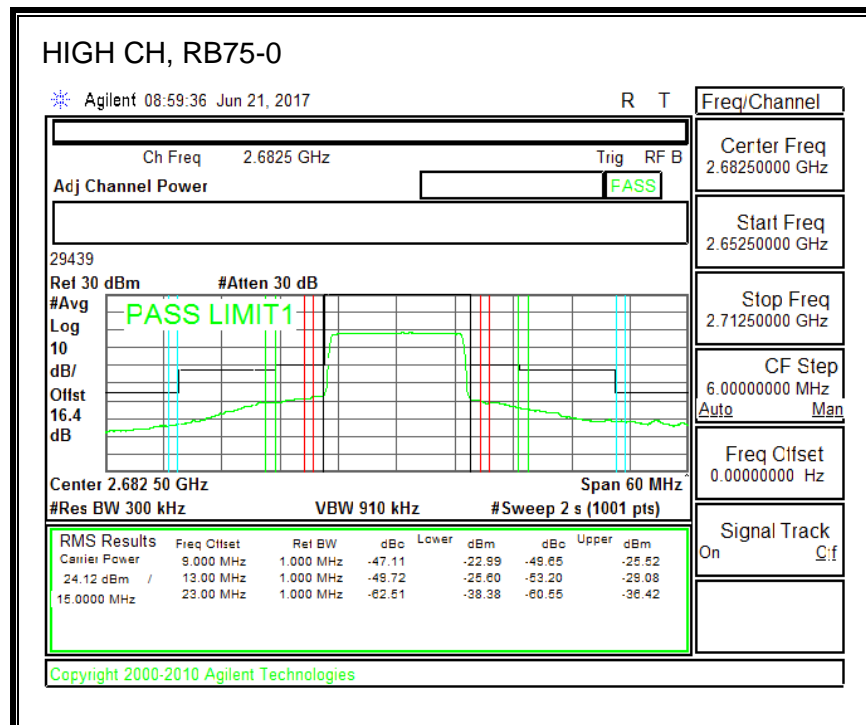 HIGH CH, RB75-0
Agilent 08:59:36 Jun 21, 2017 R T
Freq/Channel
Ch Freq 2.6825 GHz Trig RF B
Adj Channel Power PASS
Center Freq
2.68250000 GHz
Start Freq
2.65250000 GHz
29439
Ref 30 dBm #Atten 30 dB
#Avg
Log
10
dB/
Offst
16.4
dB
PASS LIMIT1
Stop Freq
2.71250000 GHz
CF Step
6.00000000 MHz
Auto Man
Freq Offset
0.00000000 Hz
Center 2.682 50 GHz Span 60 MHz
#Res BW 300 kHz VBW 910 kHz #Sweep 2 s (1001 pts)
Signal Track
On Off
RMS Results Freq Offset Ref BW dBc Lower dBm dBc Upper dBm
Carrier Power 9.000 MHz 1.000 MHz -47.11 -22.99 -49.65 -25.52
24.12 dBm / 13.00 MHz 1.000 MHz -49.72 -25.60 -53.20 -29.08
15.0000 MHz 23.00 MHz 1.000 MHz -62.51 -38.38 -60.55 -36.42
Copyright 2000-2010 Agilent Technologies